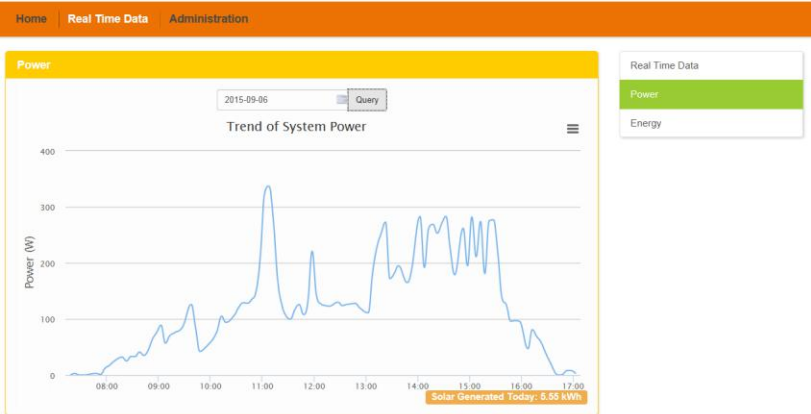 Home Real Time Data Administration
Power
Real Time Data
Power
Energy
2015-09-06 Query
Trend of System Power
400
300
200
100
0
Power (W)
08:00 09:00 10:00 11:00 12:00 13:00 14:00 15:00 16:00 17:00
Solar Generated Today: 5.55 kWh